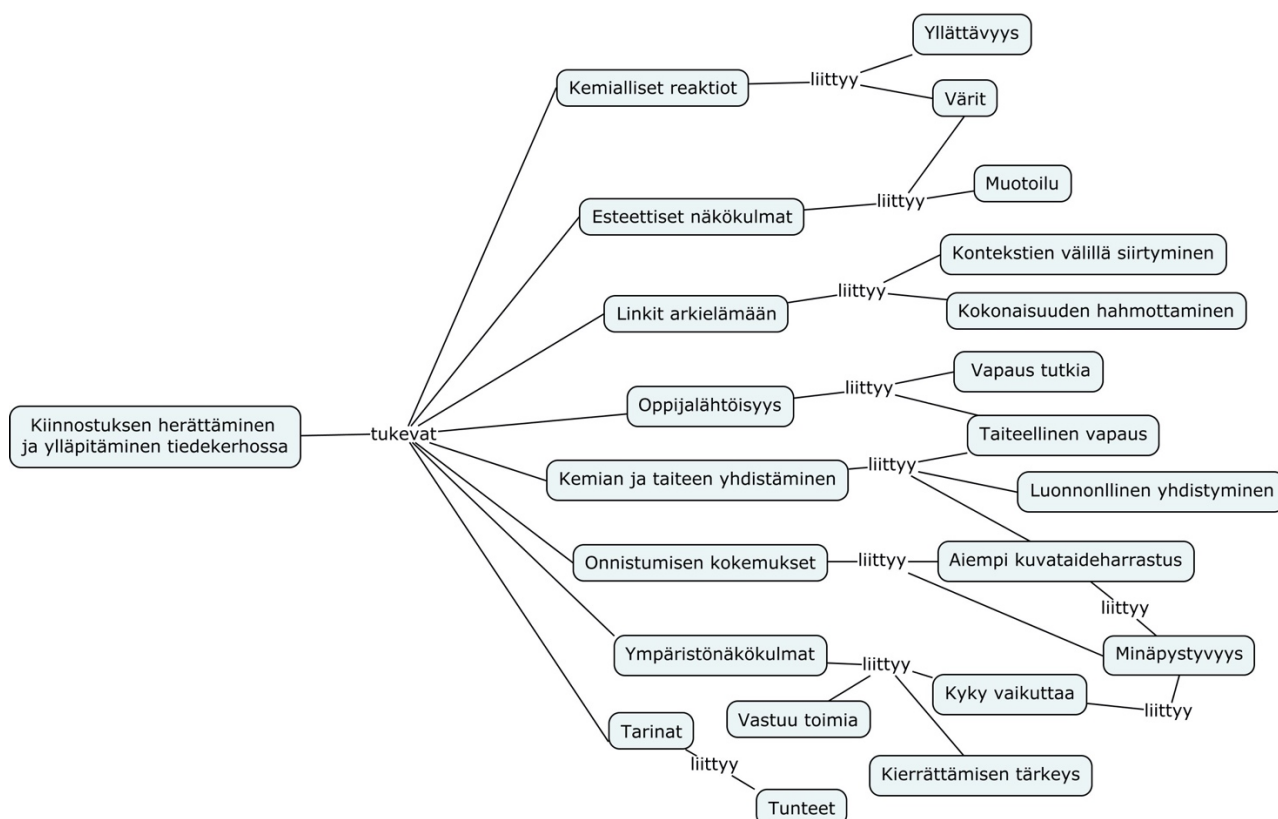 Yllättävyys
Kemialliset reaktiot
liittyy
Värit
Esteettiset näkökulmat
liittyy
Muotoilu
Kontekstien välillä siirtyminen
Linkit arkielämään
liittyy
Kokonaisuuden hahmottaminen
Vapaus tutkia
Oppijalähtöisyys
liittyy
Taiteellinen vapaus
Kiinnostuksen herättäminen
ja ylläpitäminen tiedekerhossa
tukevat
Kemian ja taiteen yhdistäminen
liittyy
Luonnonllinen yhdistyminen
Onnistumisen kokemukset
liittyy
Aiempi kuvataideharrastus
liittyy
Minäpystyvyys
Ympäristönäkökulmat
liittyy
Kyky vaikuttaa
liittyy
Vastuu toimia
Kierrättämisen tärkeys
Tarinat
liittyy
Tunteet